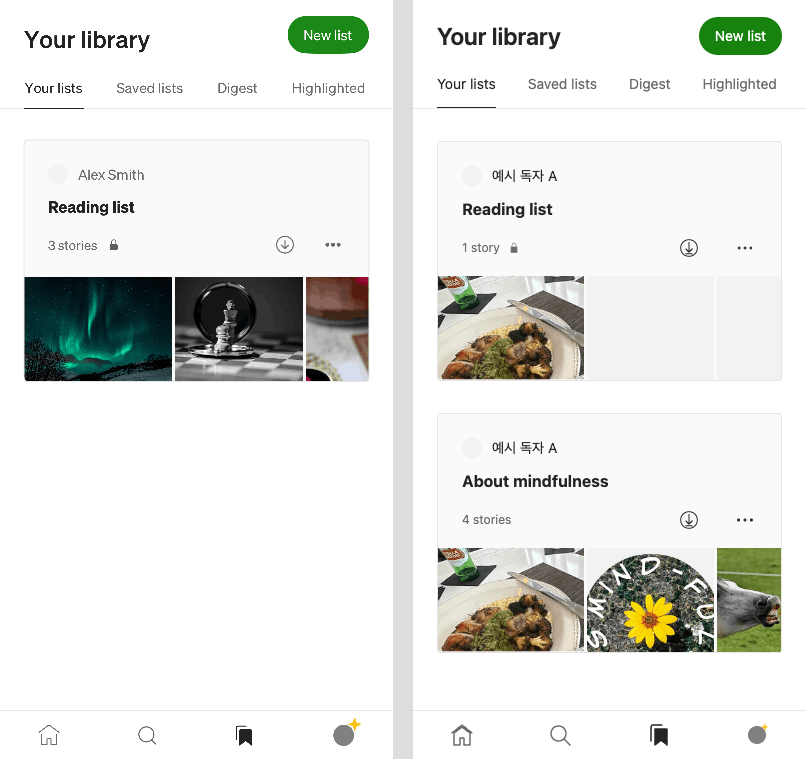 Your library
New list
Your lists
Saved lists
Digest
Highlighted
Alex Smith
Reading list
3 stories
Your library
New list
Your lists
Saved lists
Digest
Highlighted
예시 독자 A
Reading list
1 story
예시 독자 A
About mindfulness
4 stories
MIND-FUL